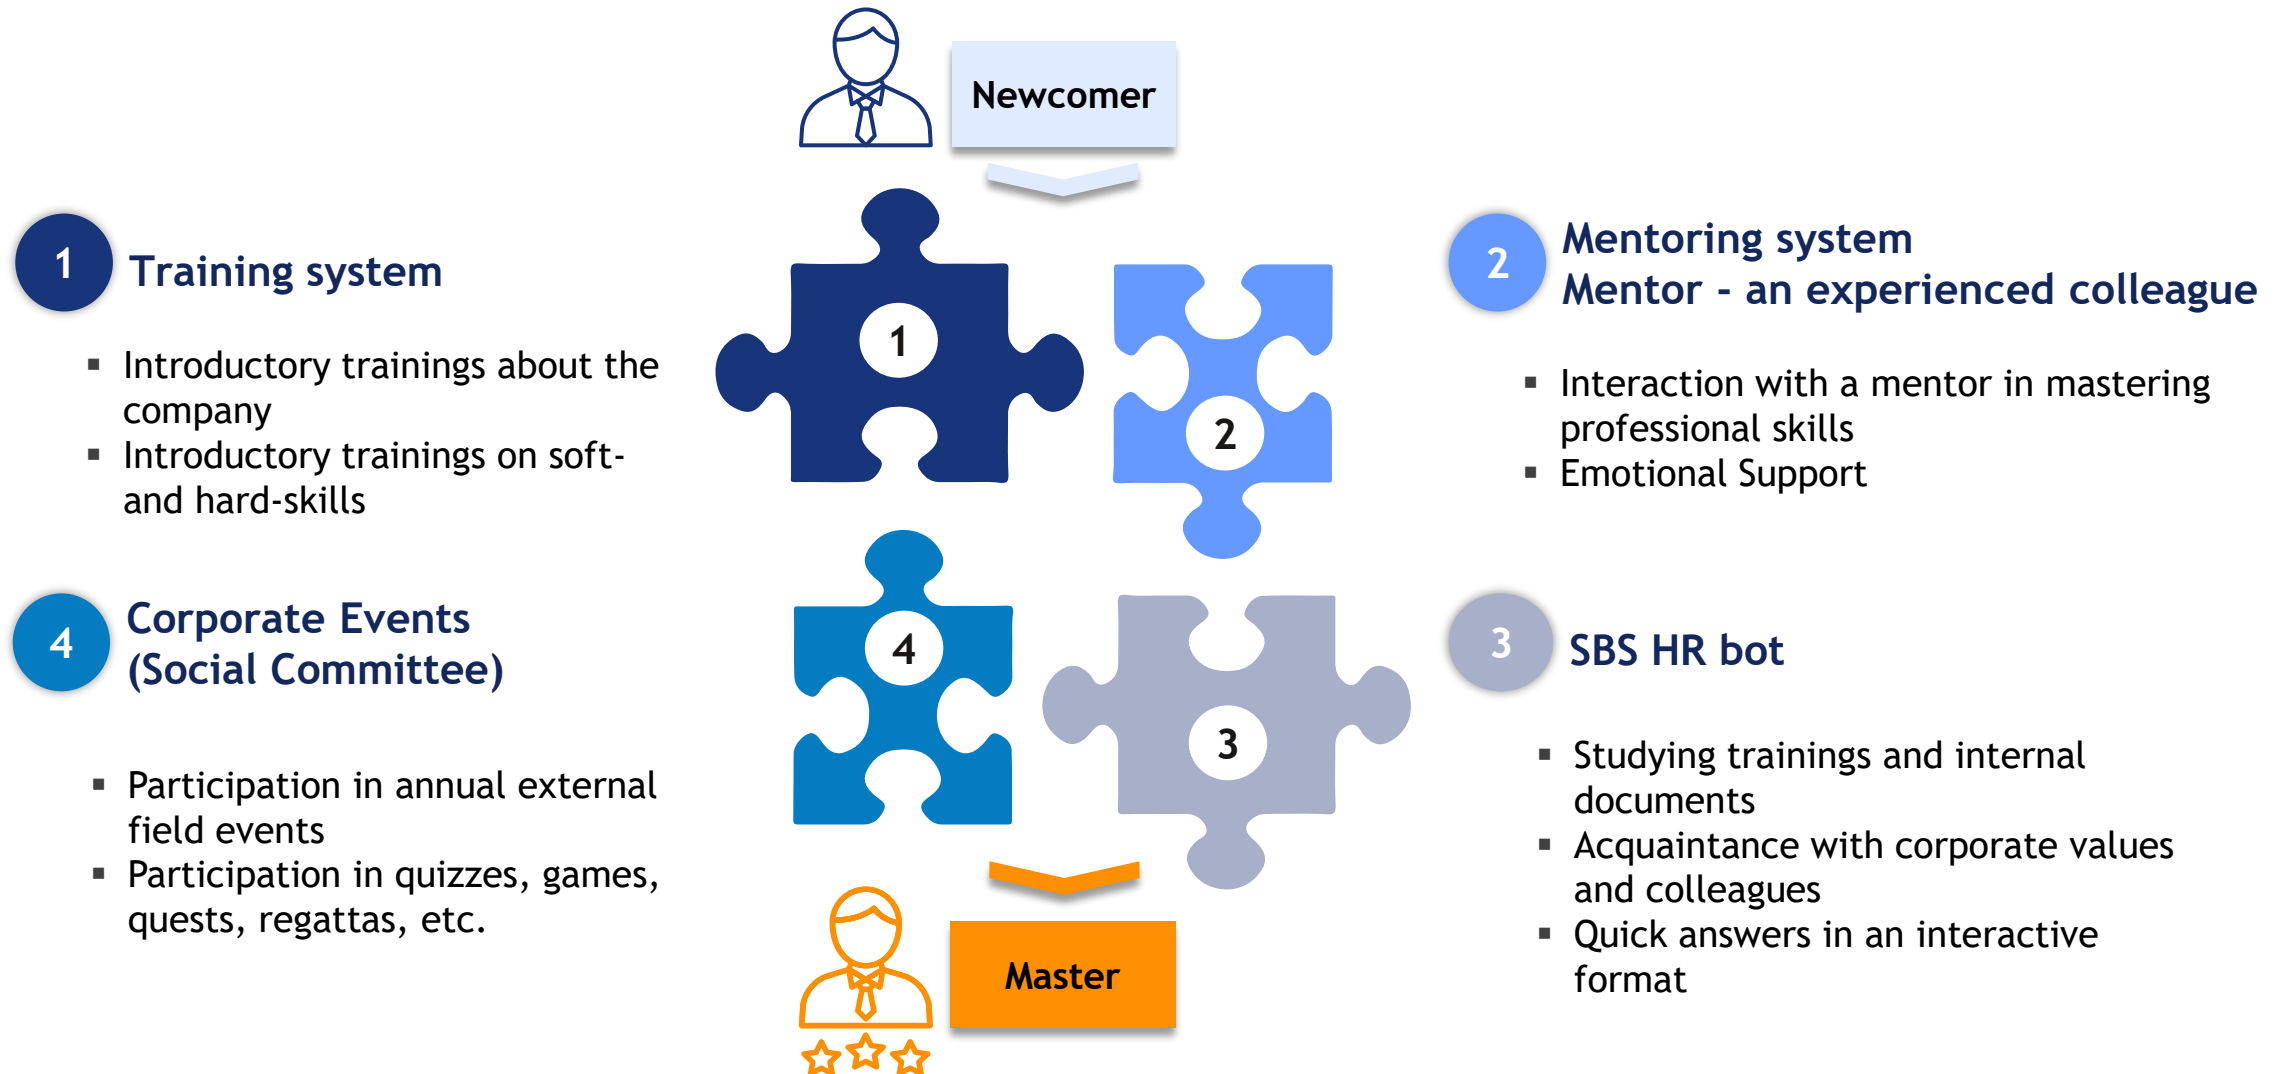 Newcomer
1
Training system
▪ Introductory trainings about the
company
▪ Introductory trainings on soft-
and hard-skills
1
2
2
Mentoring system
Mentor - an experienced colleague
▪ Interaction with a mentor in mastering
professional skills
▪ Emotional Support
4
Corporate Events
(Social Committee)
▪ Participation in annual external
field events
▪ Participation in quizzes, games,
quests, regattas, etc.
4
3
3
SBS HR bot
▪ Studying trainings and internal
documents
▪ Acquaintance with corporate values
and colleagues
▪ Quick answers in an interactive
format
Master